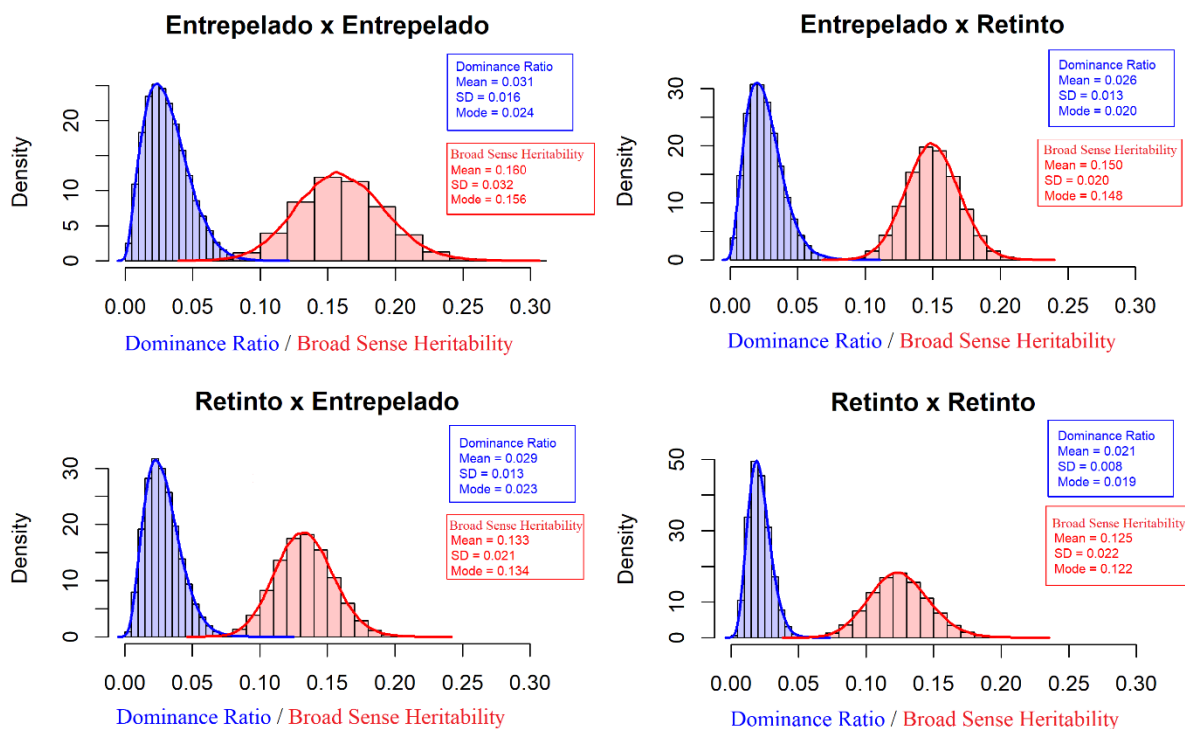 Entrepelado x Entrepelado
Dominance Ratio
Mean = 0.031
SD = 0.016
Mode = 0.024
Broad Sense Heritability
Mean = 0.160
SD = 0.032
Mode = 0.156
Density
20
10
5
0
0.00 0.05 0.10 0.15 0.20 0.25 0.30
Dominance Ratio / Broad Sense Heritability
Entrepelado x Retinto
Dominance Ratio
Mean = 0.026
SD = 0.013
Mode = 0.020
Broad Sense Heritability
Mean = 0.150
SD = 0.020
Mode = 0.148
Density
30
20
10
0
0.00 0.05 0.10 0.15 0.20 0.25 0.30
Dominance Ratio / Broad Sense Heritability
Retinto x Entrepelado
Dominance Ratio
Mean = 0.029
SD = 0.013
Mode = 0.023
Broad Sense Heritability
Mean = 0.133
SD = 0.021
Mode = 0.134
Density
30
20
10
0
0.00 0.05 0.10 0.15 0.20 0.25 0.30
Dominance Ratio / Broad Sense Heritability
Retinto x Retinto
Dominance Ratio
Mean = 0.021
SD = 0.008
Mode = 0.019
Broad Sense Heritability
Mean = 0.125
SD = 0.022
Mode = 0.122
Density
50
30
10
0
0.00 0.05 0.10 0.15 0.20 0.25 0.30
Dominance Ratio / Broad Sense Heritability